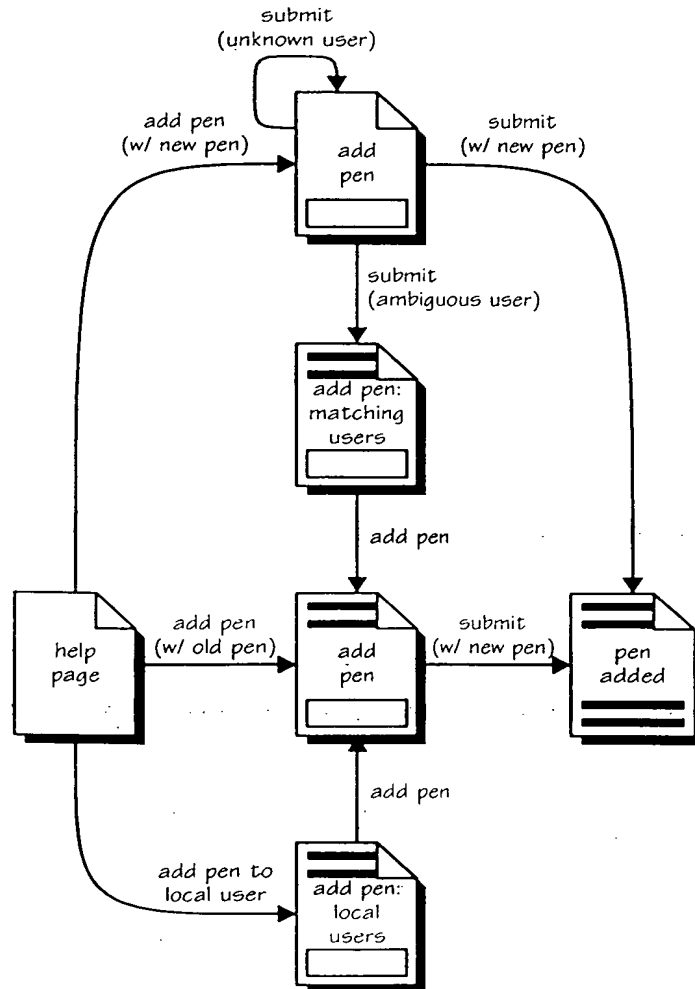 submit
(unknown user)
add pen
(w/ new pen)
add
pen
submit
(w/ new pen)
submit
(ambiguous user)
add pen:
matching
users
add pen
help
page
add pen
(w/ old pen)
add
pen
submit
(w/ new pen)
pen
added
add pen
add pen to
local user
add pen:
local
users